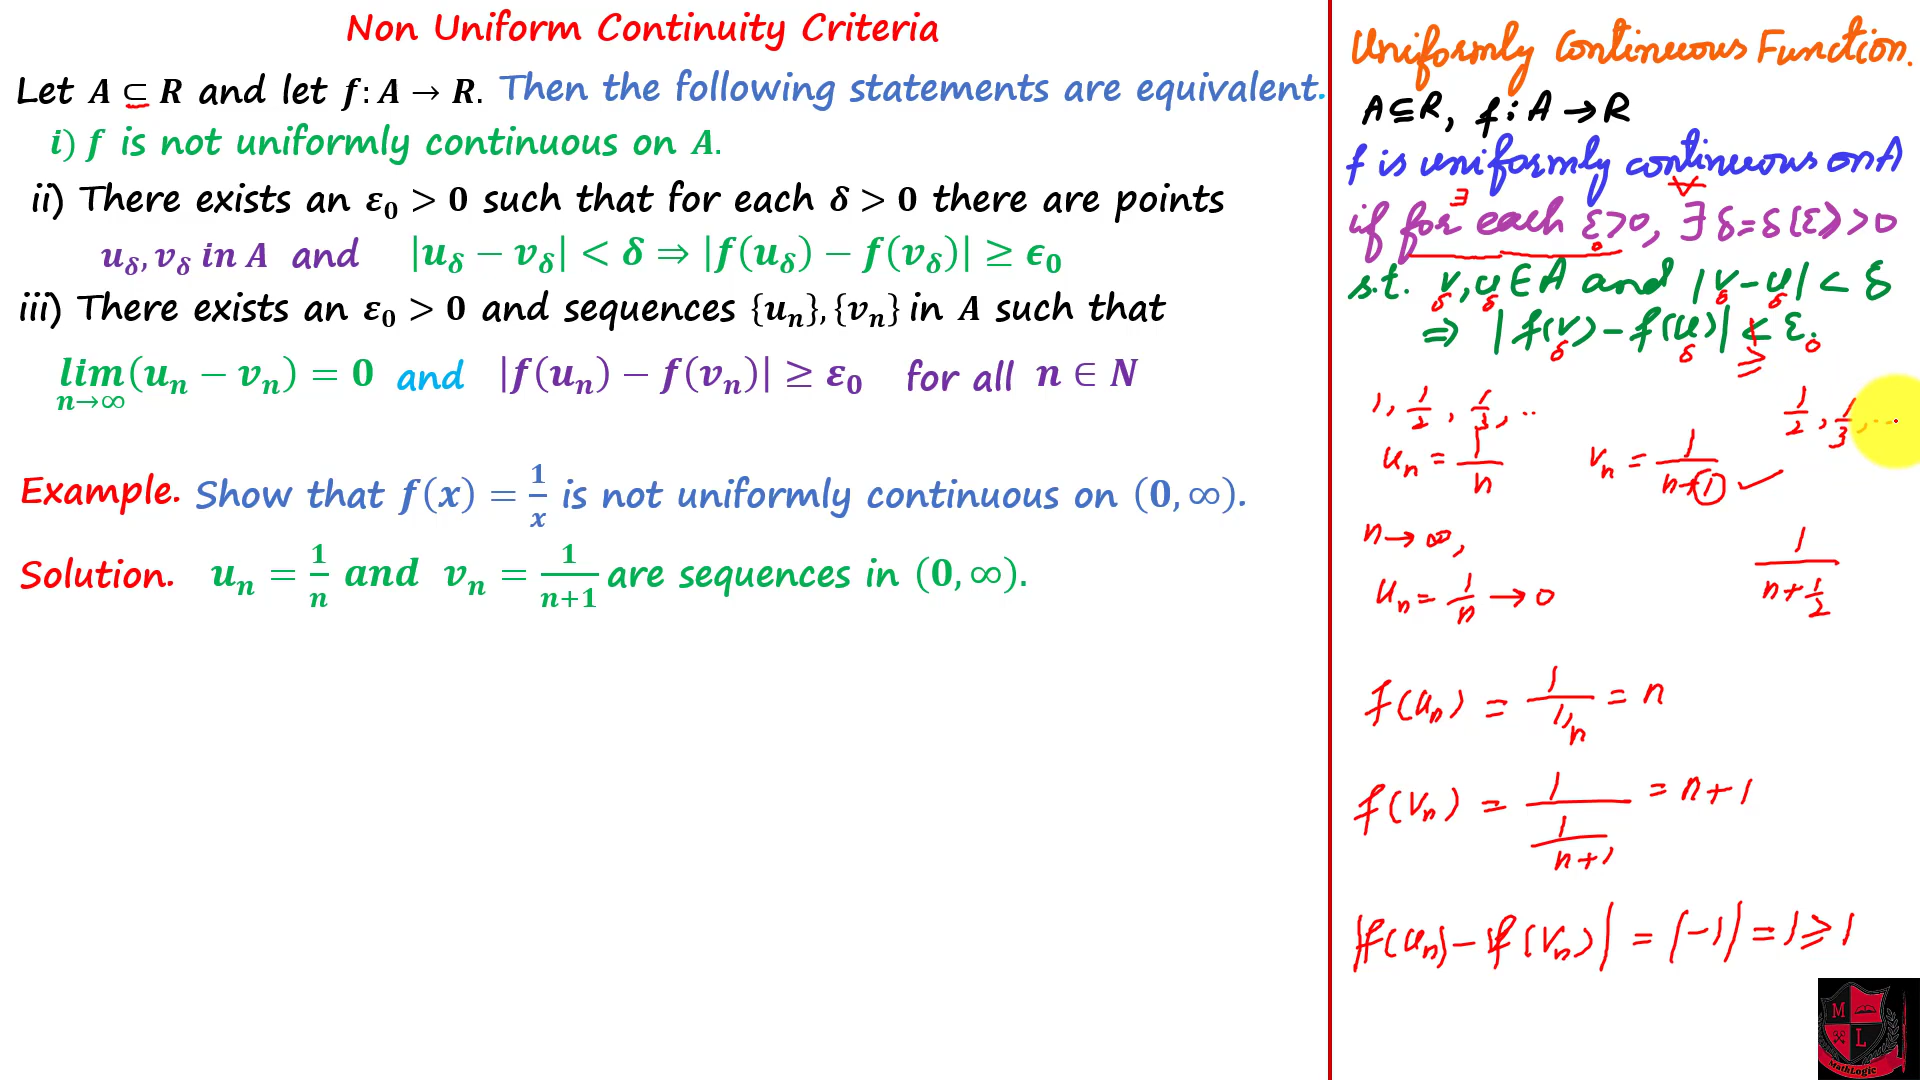 Non Uniform Continuity Criteria
Let A ⊆ R and let f: A → R. Then the following statements are equivalent.
i) f is not uniformly continuous on A.
ii) There exists an ε₀ > 0 such that for each δ > 0 there are points
u_δ, v_δ in A and |u_δ − v_δ| < δ ⇒ |f(u_δ) − f(v_δ)| ≥ ϵ₀
iii) There exists an ε₀ > 0 and sequences {u_n}, {v_n} in A such that
lim_{n→∞}(u_n − v_n) = 0 and |f(u_n) − f(v_n)| ≥ ε₀ for all n ∈ N
Example. Show that f(x) = 1/x is not uniformly continuous on (0, ∞).
Solution. u_n = 1/n and v_n = 1/(n+1) are sequences in (0, ∞).
Uniformly Continuous Function.
A ⊆ R, f : A → R
f is uniformly continuous on A
∃ ∀
if for each ε₀ > 0, ∃ δ = δ(ε) > 0
s.t. v_δ, u_δ ∈ A and |v_δ − u_δ| < δ
⇒ |f(v_δ) − f(u_δ)| < ε₀.
≥
1, 1/2, 1/3, .. 1/2, 1/3, ...
u_n = 1/n v_n = 1/(n+1) ✓
n → ∞,
u_n = 1/n → 0 1/(n+1/2)
f(u_n) = 1/(1/n) = n
f(v_n) = 1/(1/(n+1)) = n+1
|f(u_n) − f(v_n)| = |−1| = 1 ≥ 1
M L
MathLogic